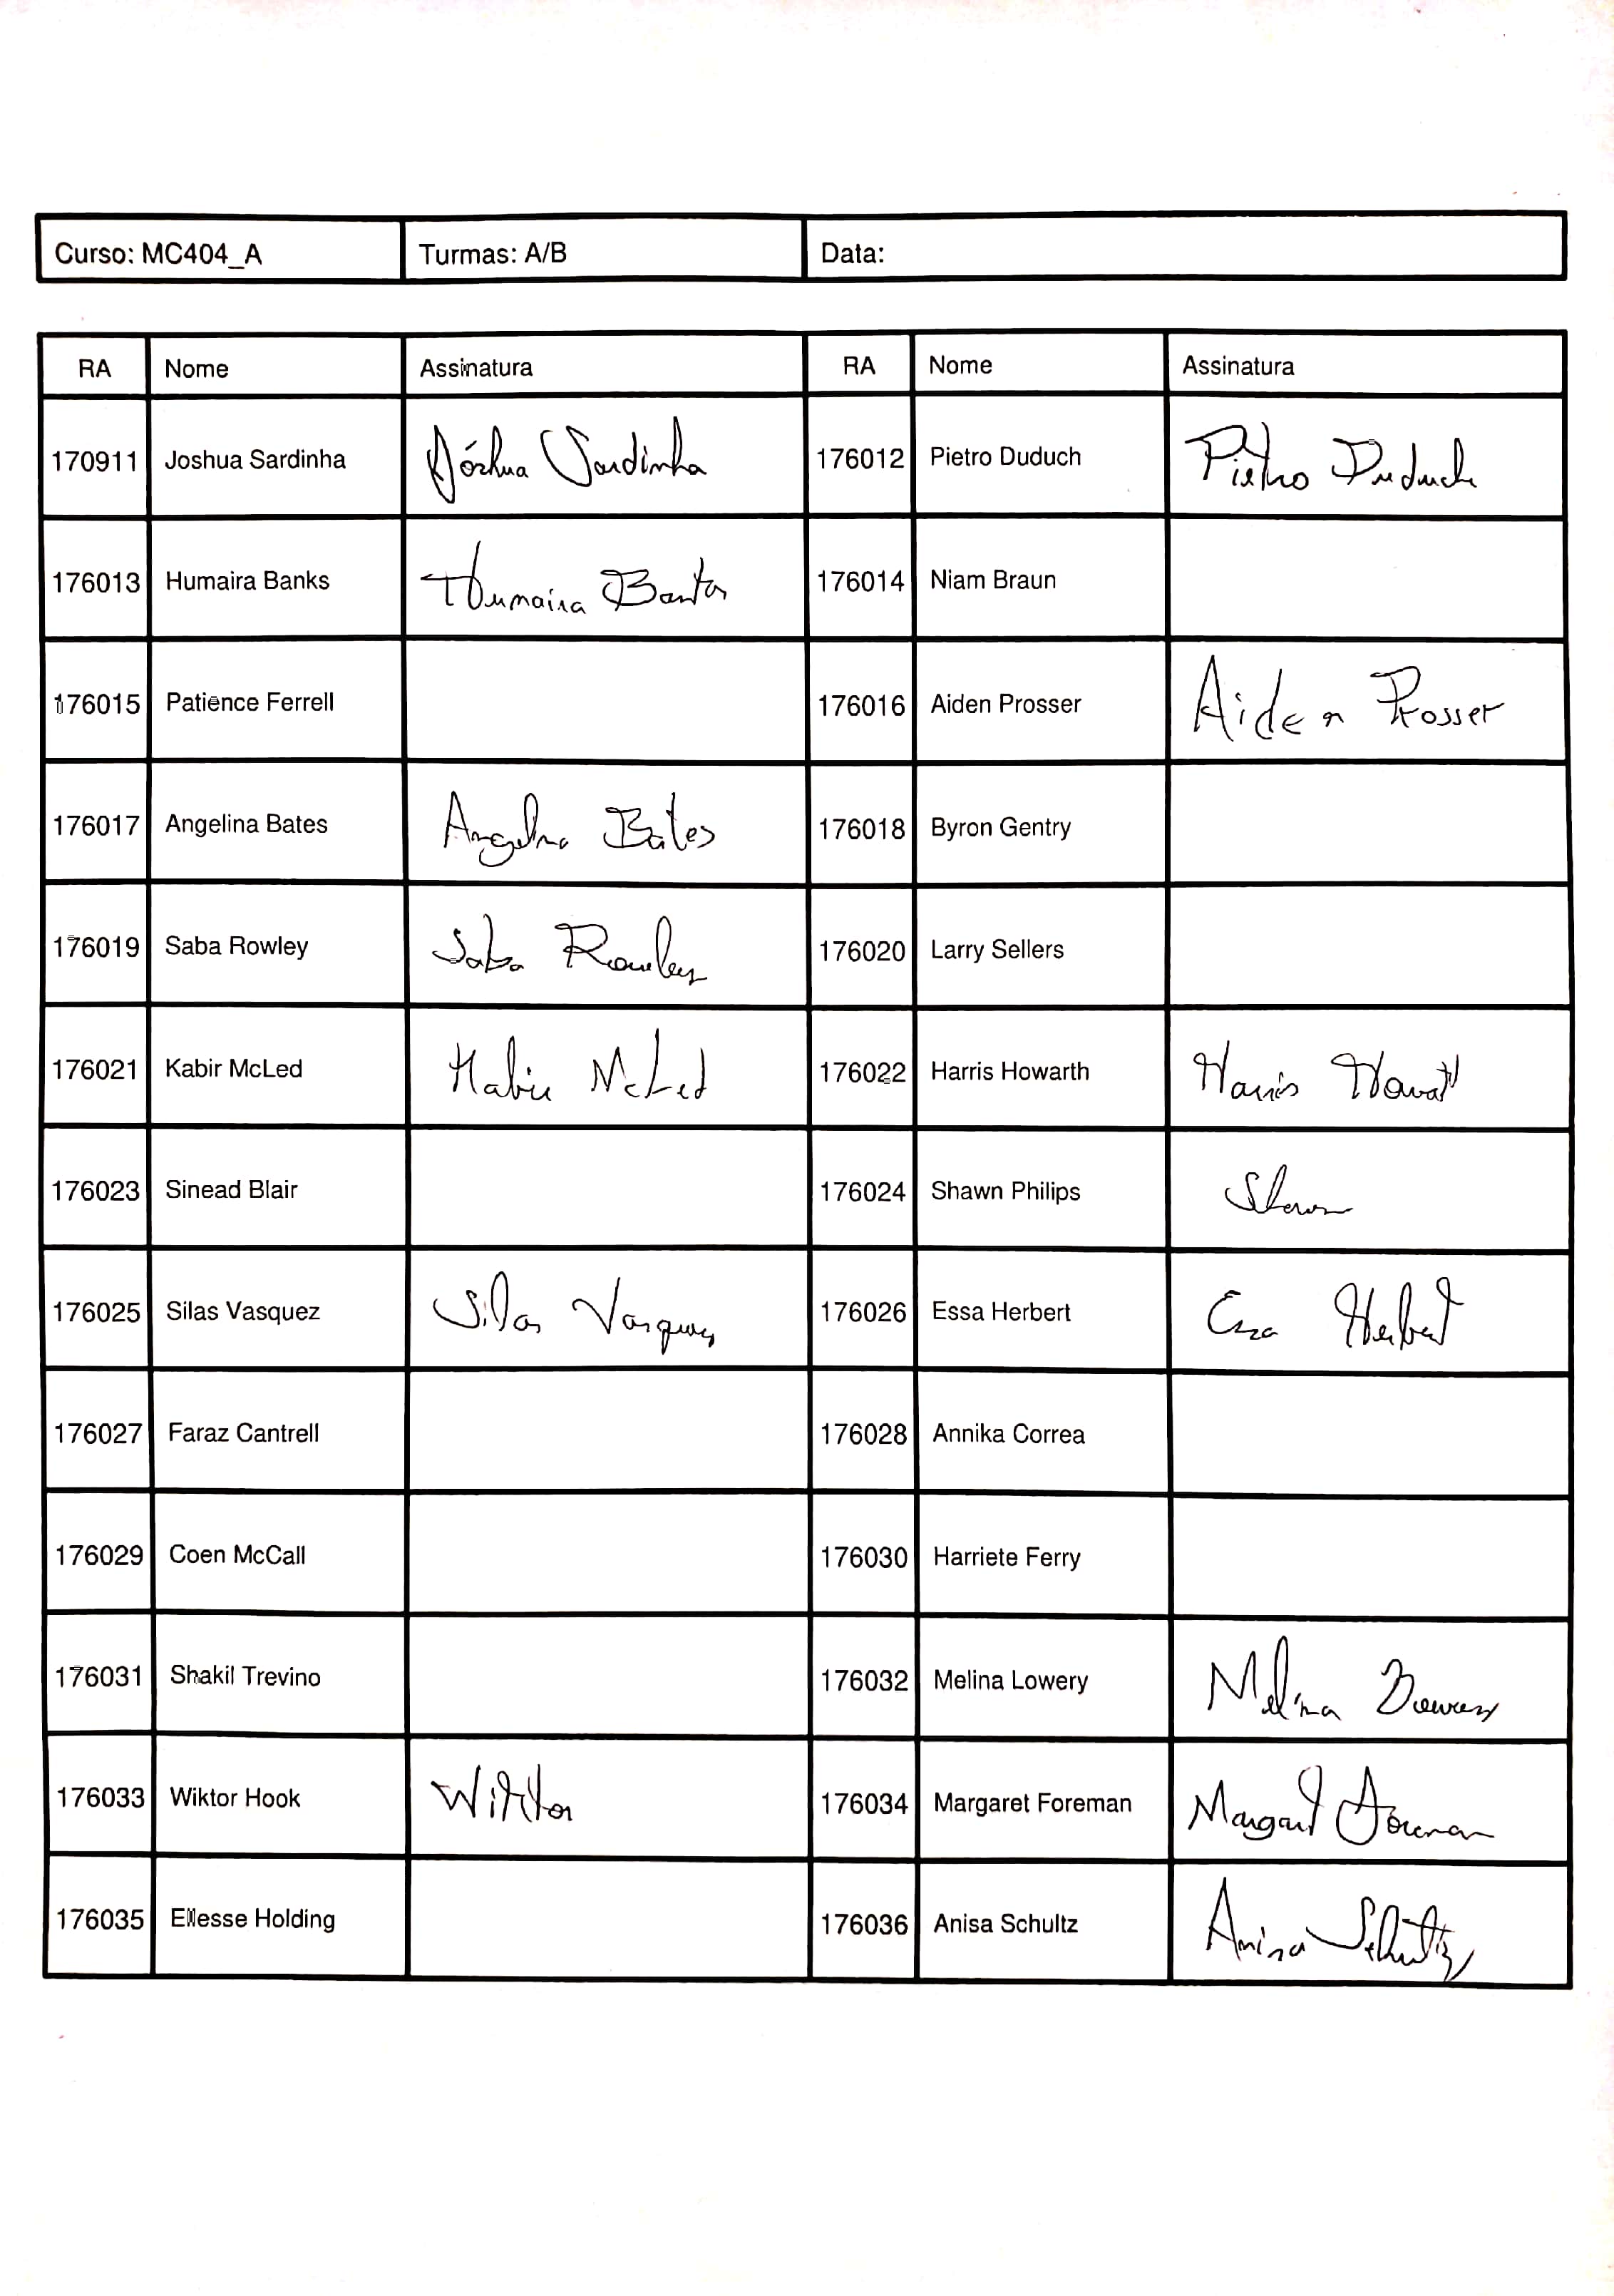 Curso: MC404_A Turmas: A/B Data:
RA Nome Assinatura RA Nome Assinatura
170911 Joshua Sardinha Jóshua Sardinha 176012 Pietro Duduch Pietro Duduch
176013 Humaira Banks Humaira Banks 176014 Niam Braun
176015 Patience Ferrell 176016 Aiden Prosser Aiden Prosser
176017 Angelina Bates Angelina Bates 176018 Byron Gentry
176019 Saba Rowley Saba Rowley 176020 Larry Sellers
176021 Kabir McLed Kabir McLed 176022 Harris Howarth Harris
176023 Sinead Blair 176024 Shawn Philips Shawn
176025 Silas Vasquez Silas Vasquez 176026 Essa Herbert Essa Herbert
176027 Faraz Cantrell 176028 Annika Correa
176029 Coen McCall 176030 Harriete Ferry
176031 Shakil Trevino 176032 Melina Lowery Melina
176033 Wiktor Hook Wiktor 176034 Margaret Foreman Margaret Foreman
176035 Ellesse Holding 176036 Anisa Schultz Anisa Schultz